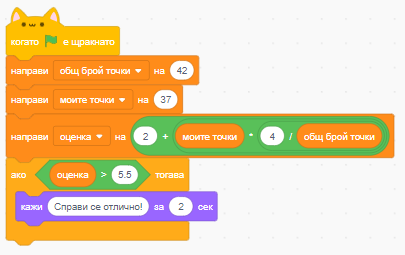 когато е щракнато
направи общ брой точки на 42
направи моите точки на 37
направи оценка на 2 + моите точки * 4 / общ брой точки
ако оценка > 5.5 тогава
кажи Справи се отлично! за 2 сек